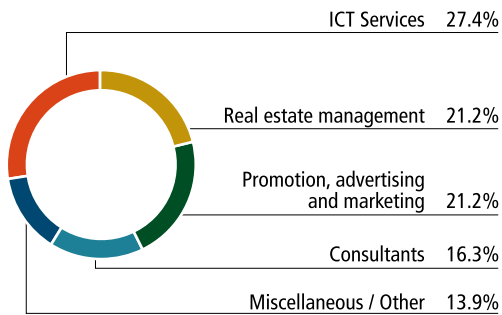 ICT Services 27.4%
Real estate management 21.2%
Promotion, advertising
and marketing 21.2%
Consultants 16.3%
Miscellaneous / Other 13.9%